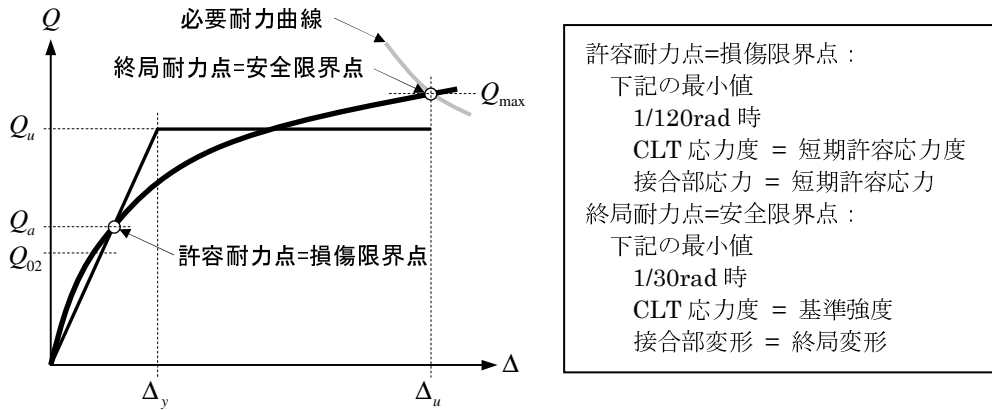 Q
必要耐力曲線
終局耐力点=安全限界点
Qmax
Qu
Qa
Q02
許容耐力点=損傷限界点
Δ
Δy
Δu
許容耐力点=損傷限界点：
下記の最小値
1/120rad 時
CLT 応力度 = 短期許容応力度
接合部応力 = 短期許容応力
終局耐力点=安全限界点：
下記の最小値
1/30rad 時
CLT 応力度 = 基準強度
接合部変形 = 終局変形